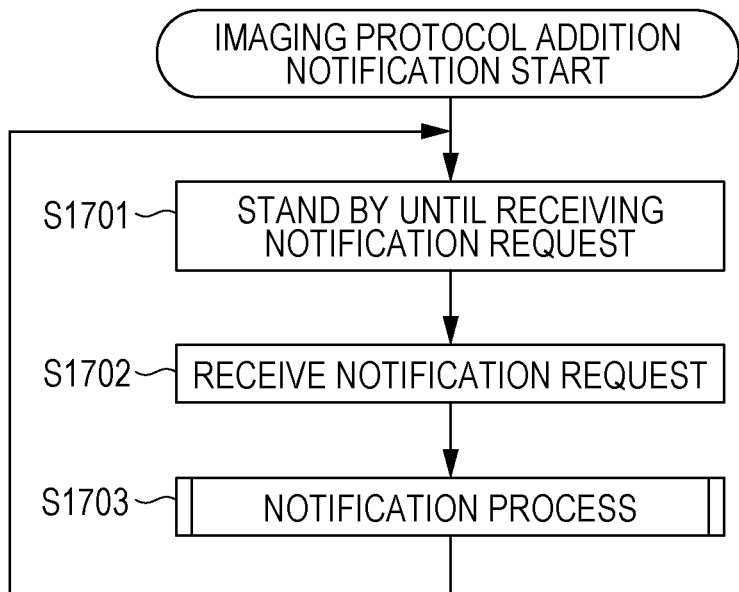 IMAGING PROTOCOL ADDITION
NOTIFICATION START
S1701
STAND BY UNTIL RECEIVING
NOTIFICATION REQUEST
S1702
RECEIVE NOTIFICATION REQUEST
S1703
NOTIFICATION PROCESS